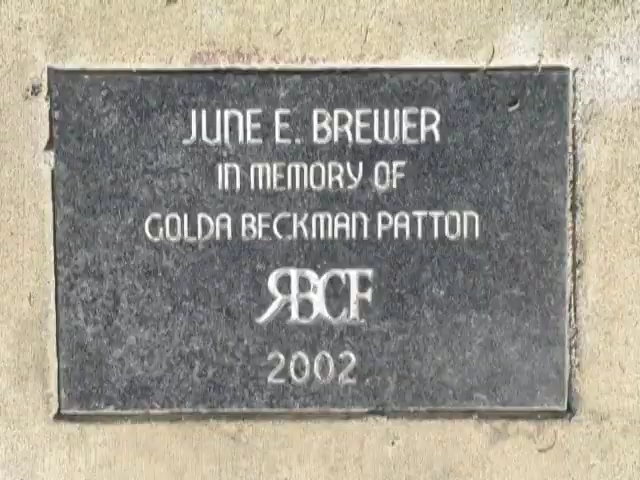 JUNE E. BREWER
IN MEMORY OF
GOLDA BECKMAN PATTON
RBCF
2002